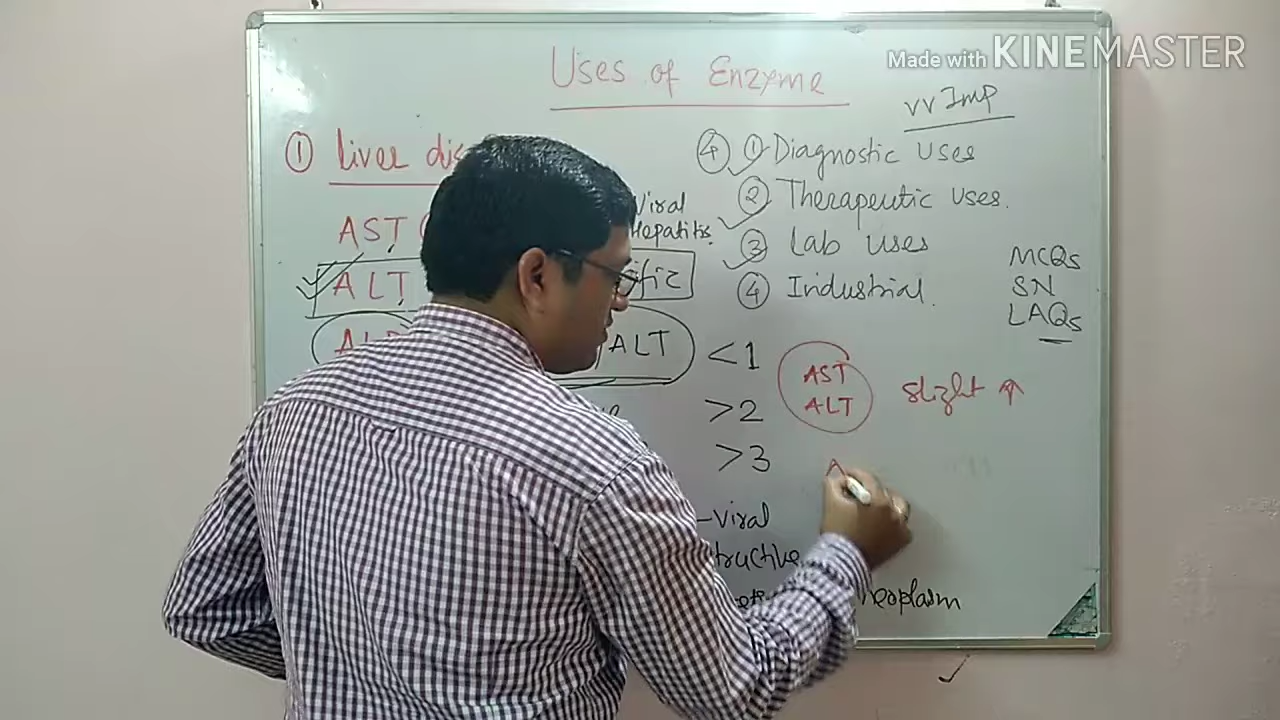 Made with KINEMASTER
Uses of Enzyme
vv Imp
① liver
④ ① Diagnostic Uses
② Therapeutic Uses.
③ Lab Uses
④ Industrial.
MCQs
SN
LAQs
AST
Viral
Hepatitis.
ALT
ALT
<1
>2
>3
AST
ALT
slight ↑
-Viral
neoplasm